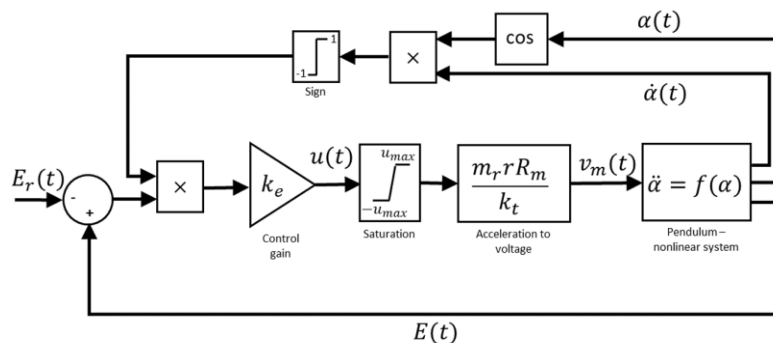 cos
α(t)
1
-1
Sign
×
α̇(t)
E_r(t)
-
+
×
k_e
Control
gain
u(t)
u_max
−u_max
Saturation
m_r r R_m
k_t
Acceleration to
voltage
v_m(t)
α̈ = f(α)
Pendulum –
nonlinear system
E(t)